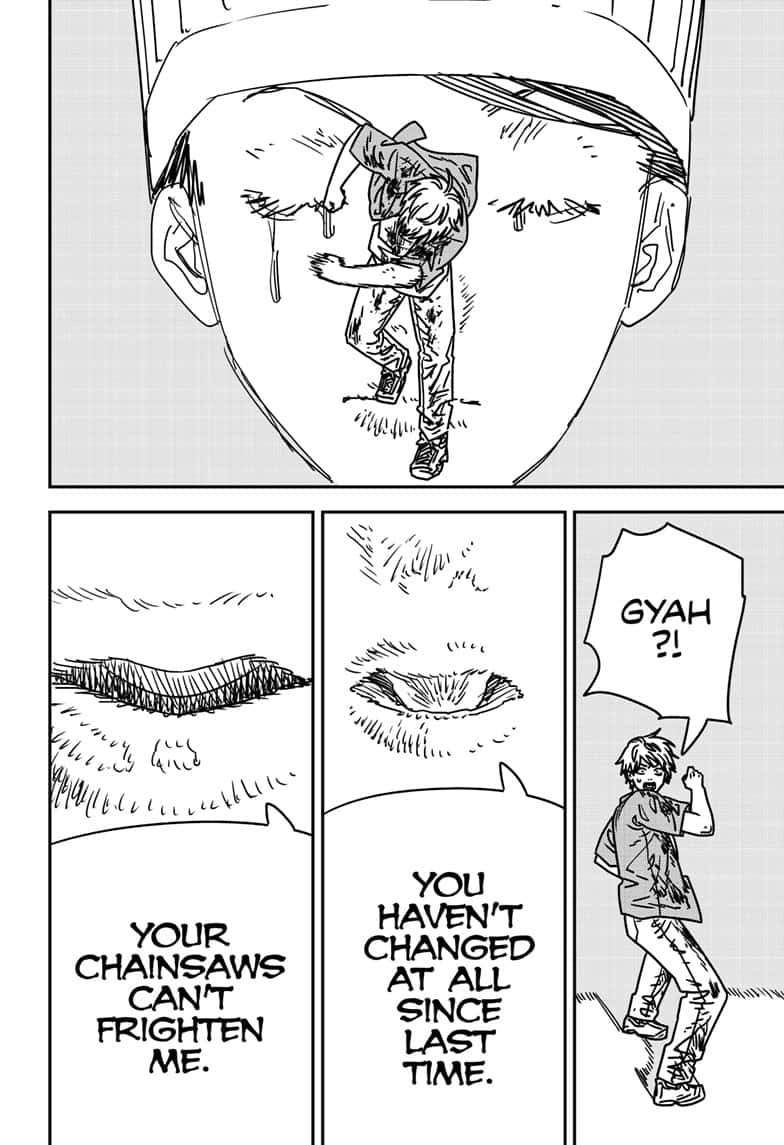 GYAH
?!
YOU
HAVEN'T
CHANGED
AT ALL
SINCE
LAST
TIME.
YOUR
CHAINSAWS
CAN'T
FRIGHTEN
ME.